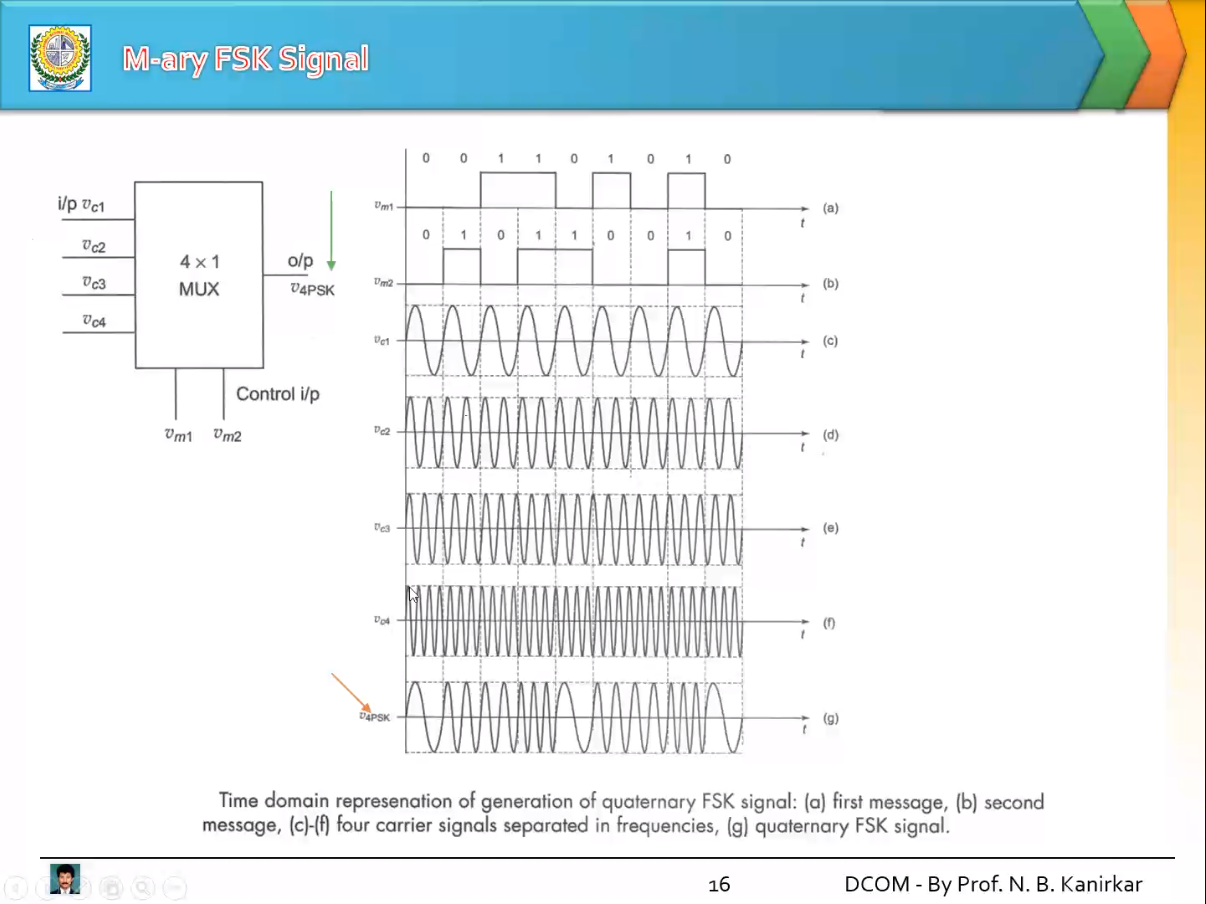 M-ary FSK Signal
0 0 1 1 0 1 0 1 0
i/p vc1
vc2
vc3
vc4
4 × 1
MUX
o/p
v4PSK
Control i/p
vm1 vm2
vm1 (a)
t
0 1 0 1 1 0 0 1 0
vm2 (b)
t
vc1 (c)
t
vc2 (d)
t
vc3 (e)
t
vc4 (f)
t
v4PSK (g)
t
Time domain represenation of generation of quaternary FSK signal: (a) first message, (b) second
message, (c)-(f) four carrier signals separated in frequencies, (g) quaternary FSK signal.
16
DCOM - By Prof. N. B. Kanirkar